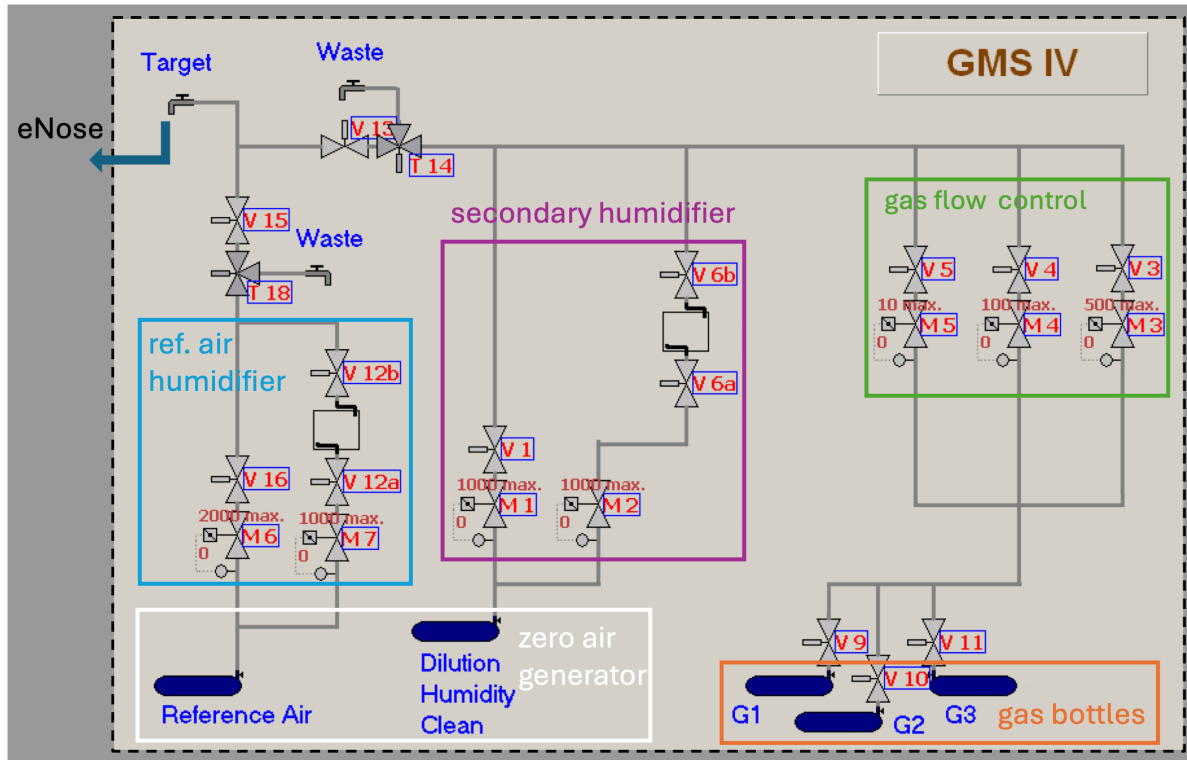 GMS IV
Waste
Target
eNose
V 13
T 14
V 15
Waste
T 18
secondary humidifier
gas flow control
V 6b
V 5
V 4
V 3
10 max.
100 max.
500 max.
M 5
M 4
M 3
0
0
0
ref. air
humidifier
V 12b
V 6a
V 1
V 16
V 12a
1000 max.
1000 max.
M 1
M 2
0
0
2000 max.
1000 max.
M 6
M 7
0
0
zero air
generator
Dilution
Humidity
Clean
Reference Air
V 9
V 11
V 10
G1
G2
G3
gas bottles